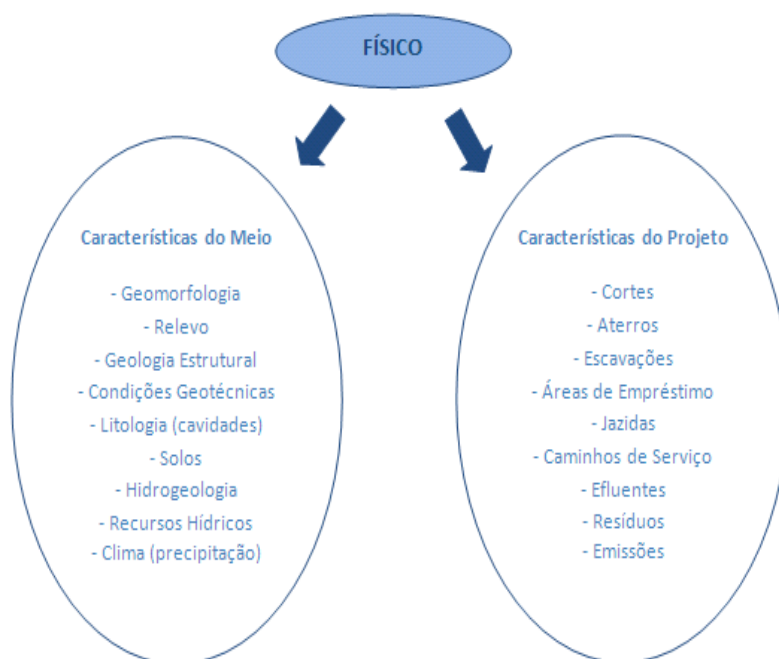 FÍSICO
Características do Meio
- Geomorfologia
- Relevo
- Geologia Estrutural
- Condições Geotécnicas
- Litologia (cavidades)
- Solos
- Hidrogeologia
- Recursos Hídricos
- Clima (precipitação)
Características do Projeto
- Cortes
- Aterros
- Escavações
- Áreas de Empréstimo
- Jazidas
- Caminhos de Serviço
- Efluentes
- Resíduos
- Emissões